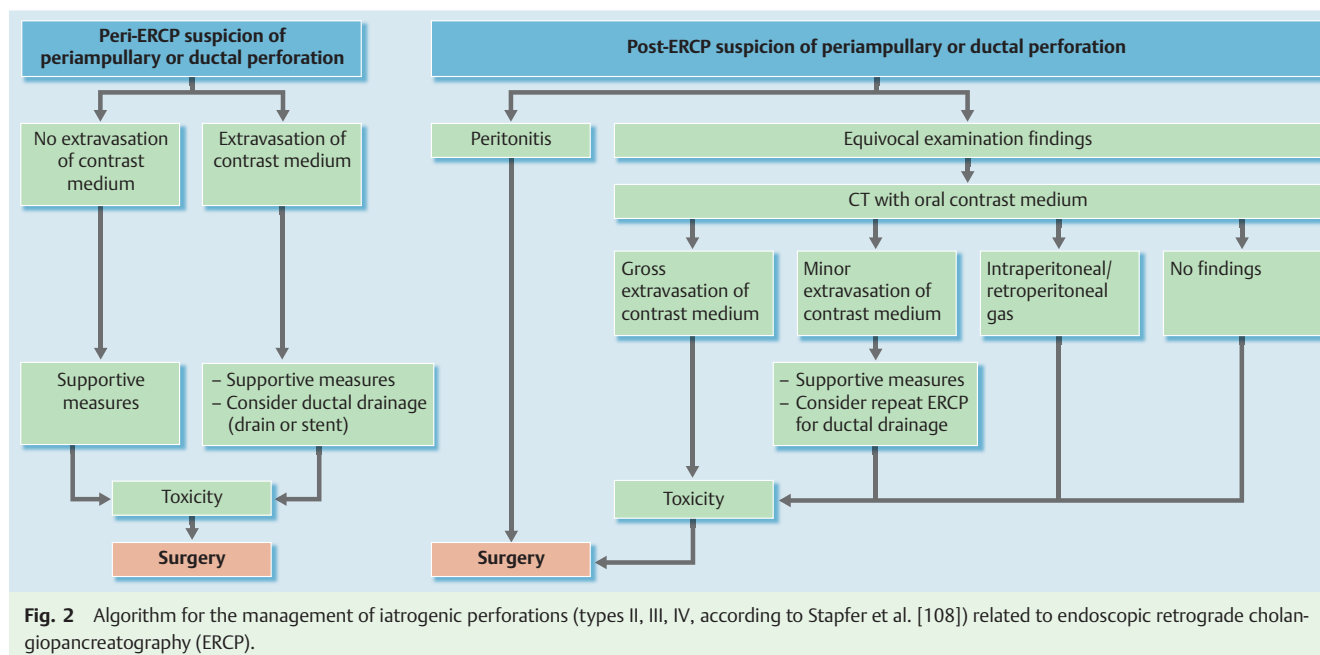 Peri-ERCP suspicion of
periampullary or ductal perforation
No extravasation
of contrast
medium
Extravasation of
contrast medium
Supportive
measures
– Supportive measures
– Consider ductal drainage
(drain or stent)
Toxicity
Surgery
Post-ERCP suspicion of periampullary or ductal perforation
Peritonitis
Equivocal examination findings
CT with oral contrast medium
Gross
extravasation of
contrast medium
Minor
extravasation of
contrast medium
Intraperitoneal/
retroperitoneal
gas
No findings
– Supportive measures
– Consider repeat ERCP
for ductal drainage
Toxicity
Surgery
Fig. 2 Algorithm for the management of iatrogenic perforations (types II, III, IV, according to Stapfer et al. [108]) related to endoscopic retrograde cholan-
giopancreatography (ERCP).